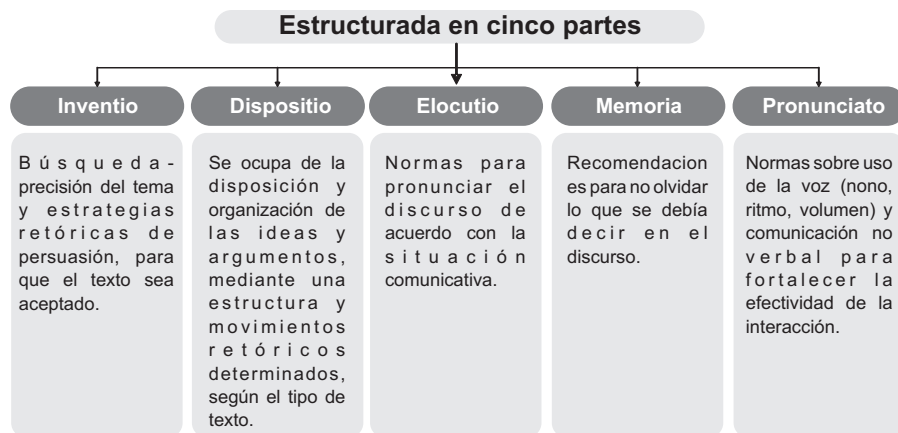 Estructurada en cinco partes
Inventio
Búsqueda-
precisión del tema
y estrategias
retóricas de
persuasión, para
que el texto sea
aceptado.
Dispositio
Se ocupa de la
disposición y
organización de
las ideas y
argumentos,
mediante una
estructura y
movimientos
retóricos
determinados,
según el tipo de
texto.
Elocutio
Normas para
pronunciar el
discurso de
acuerdo con la
situación
comunicativa.
Memoria
Recomendacion
es para no olvidar
lo que se debía
decir en el
discurso.
Pronunciato
Normas sobre uso
de la voz (nono,
ritmo, volumen) y
comunicación no
verbal para
fortalecer la
efectividad de la
interacción.